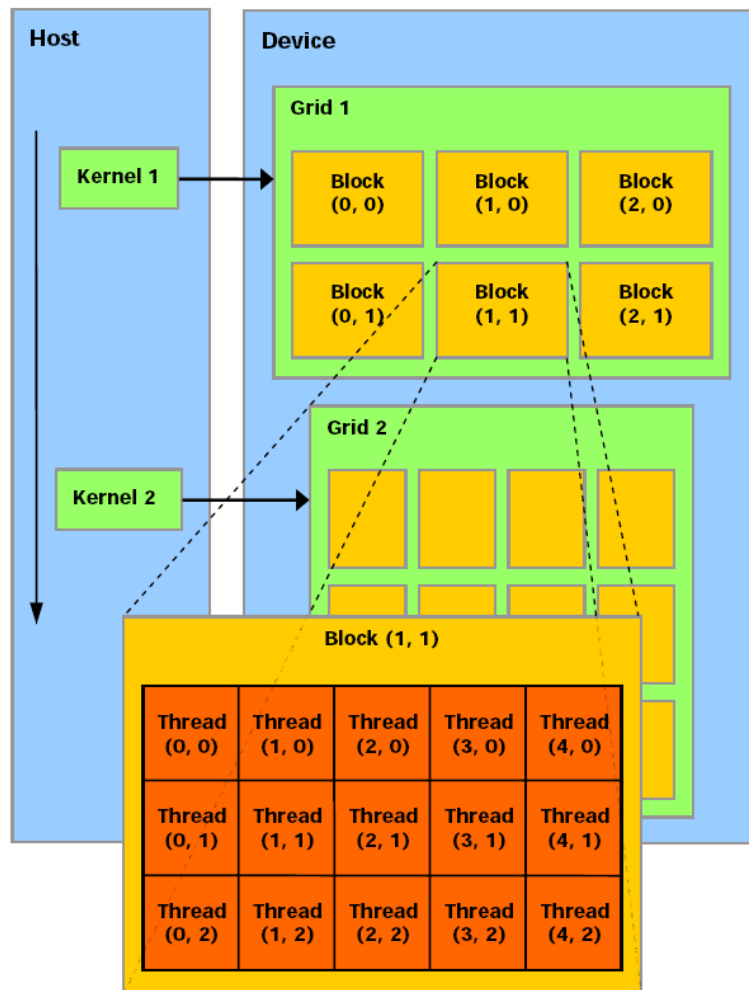 Host
Device
Grid 1
Kernel 1
Block
(0, 0)
Block
(1, 0)
Block
(2, 0)
Block
(0, 1)
Block
(1, 1)
Block
(2, 1)
Grid 2
Kernel 2
Block (1, 1)
Thread
(0, 0)
Thread
(1, 0)
Thread
(2, 0)
Thread
(3, 0)
Thread
(4, 0)
Thread
(0, 1)
Thread
(1, 1)
Thread
(2, 1)
Thread
(3, 1)
Thread
(4, 1)
Thread
(0, 2)
Thread
(1, 2)
Thread
(2, 2)
Thread
(3, 2)
Thread
(4, 2)